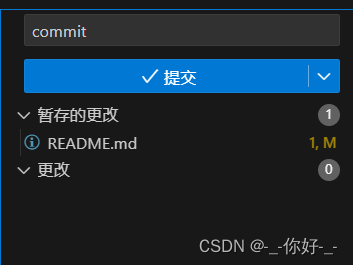 commit
提交
暂存的更改 1
README.md 1, M
更改 0
CSDN @-_-你好-_-